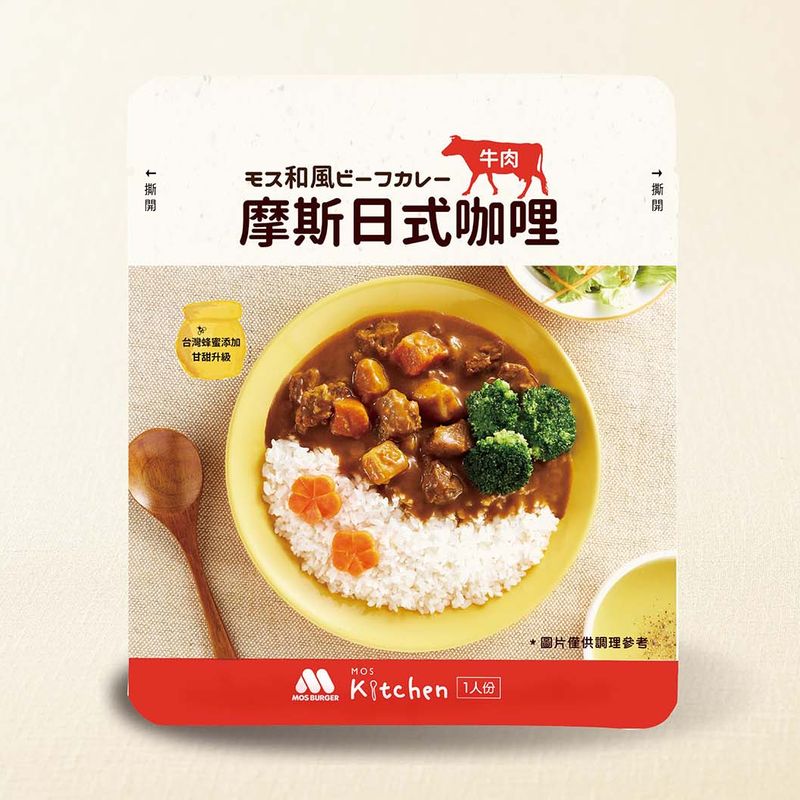 牛肉
モス和風ビーフカレー
摩斯日式咖哩
←
撕開
→
撕開
台灣蜂蜜添加
甘甜升級
*圖片僅供調理參考
MOS BURGER
MOS
Kitchen
1人份